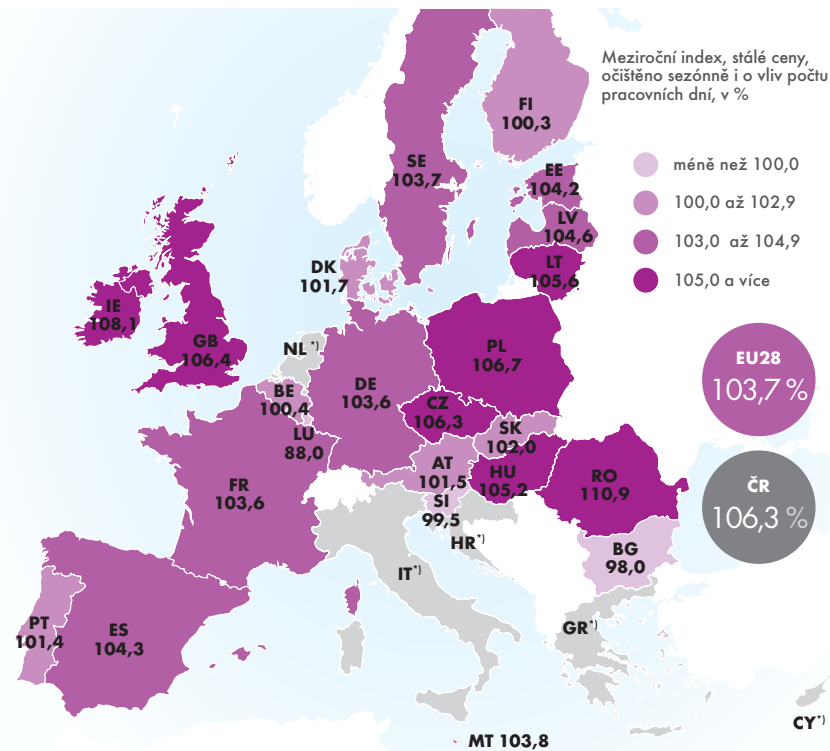 Meziroční index, stálé ceny,
očištěno sezónně i o vliv počtu
pracovních dní, v %
méně než 100,0
100,0 až 102,9
103,0 až 104,9
105,0 a více
FI
100,3
SE
103,7
EE
104,2
LV
104,6
LT
105,6
DK
101,7
IE
108,1
GB
106,4
NL *)
PL
106,7
EU28
103,7 %
DE
103,6
BE
100,4
CZ
106,3
LU
88,0
SK
102,0
AT
101,5
HU
105,2
RO
110,9
ČR
106,3 %
FR
103,6
SI
99,5
HR*)
BG
98,0
IT*)
PT
101,4
ES
104,3
GR*)
CY*)
MT 103,8